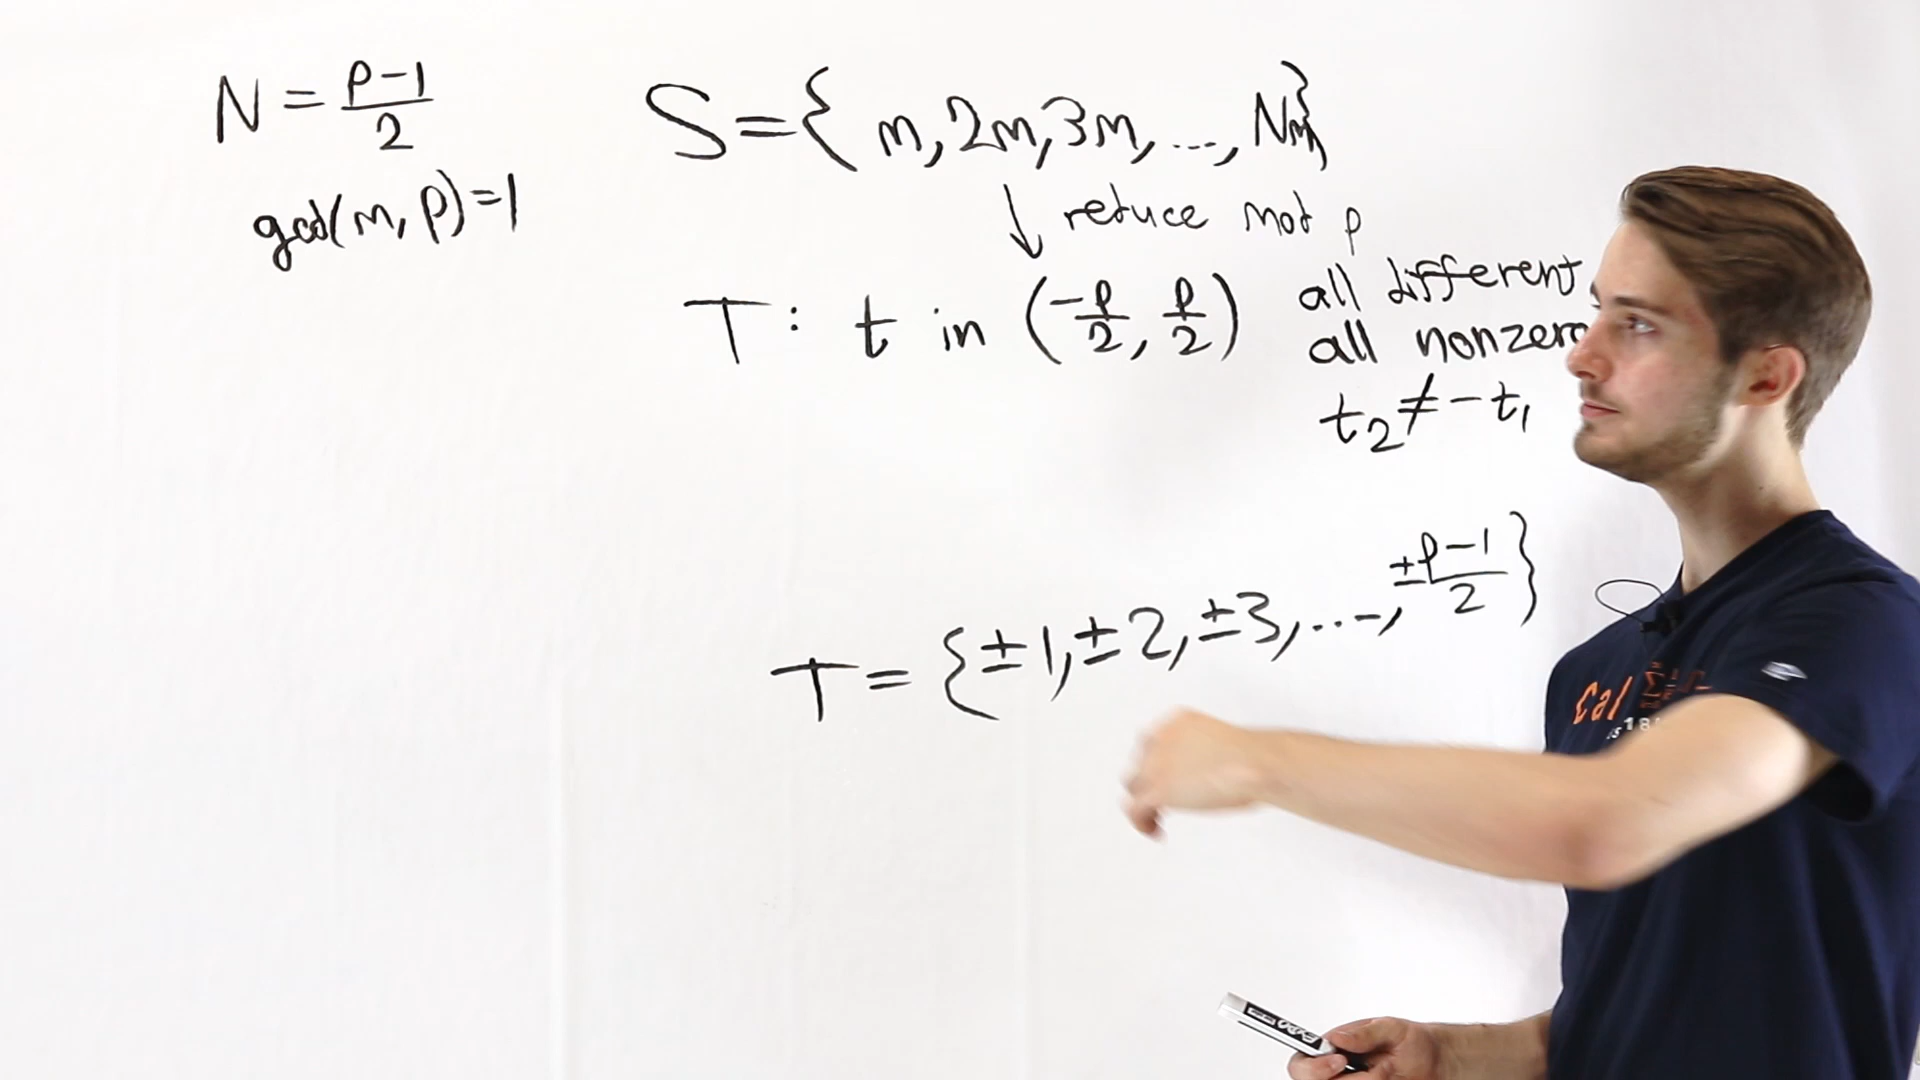 N = p-1/2
gcd(m, p)=1
S={ m, 2m, 3m, ..., Nm}
↓ reduce mod p
T: t in (-p/2, p/2)
all different
all nonzero
t₂≠-t₁
T= {±1, ±2, ±3, ..., ±p-1/2}
Cal